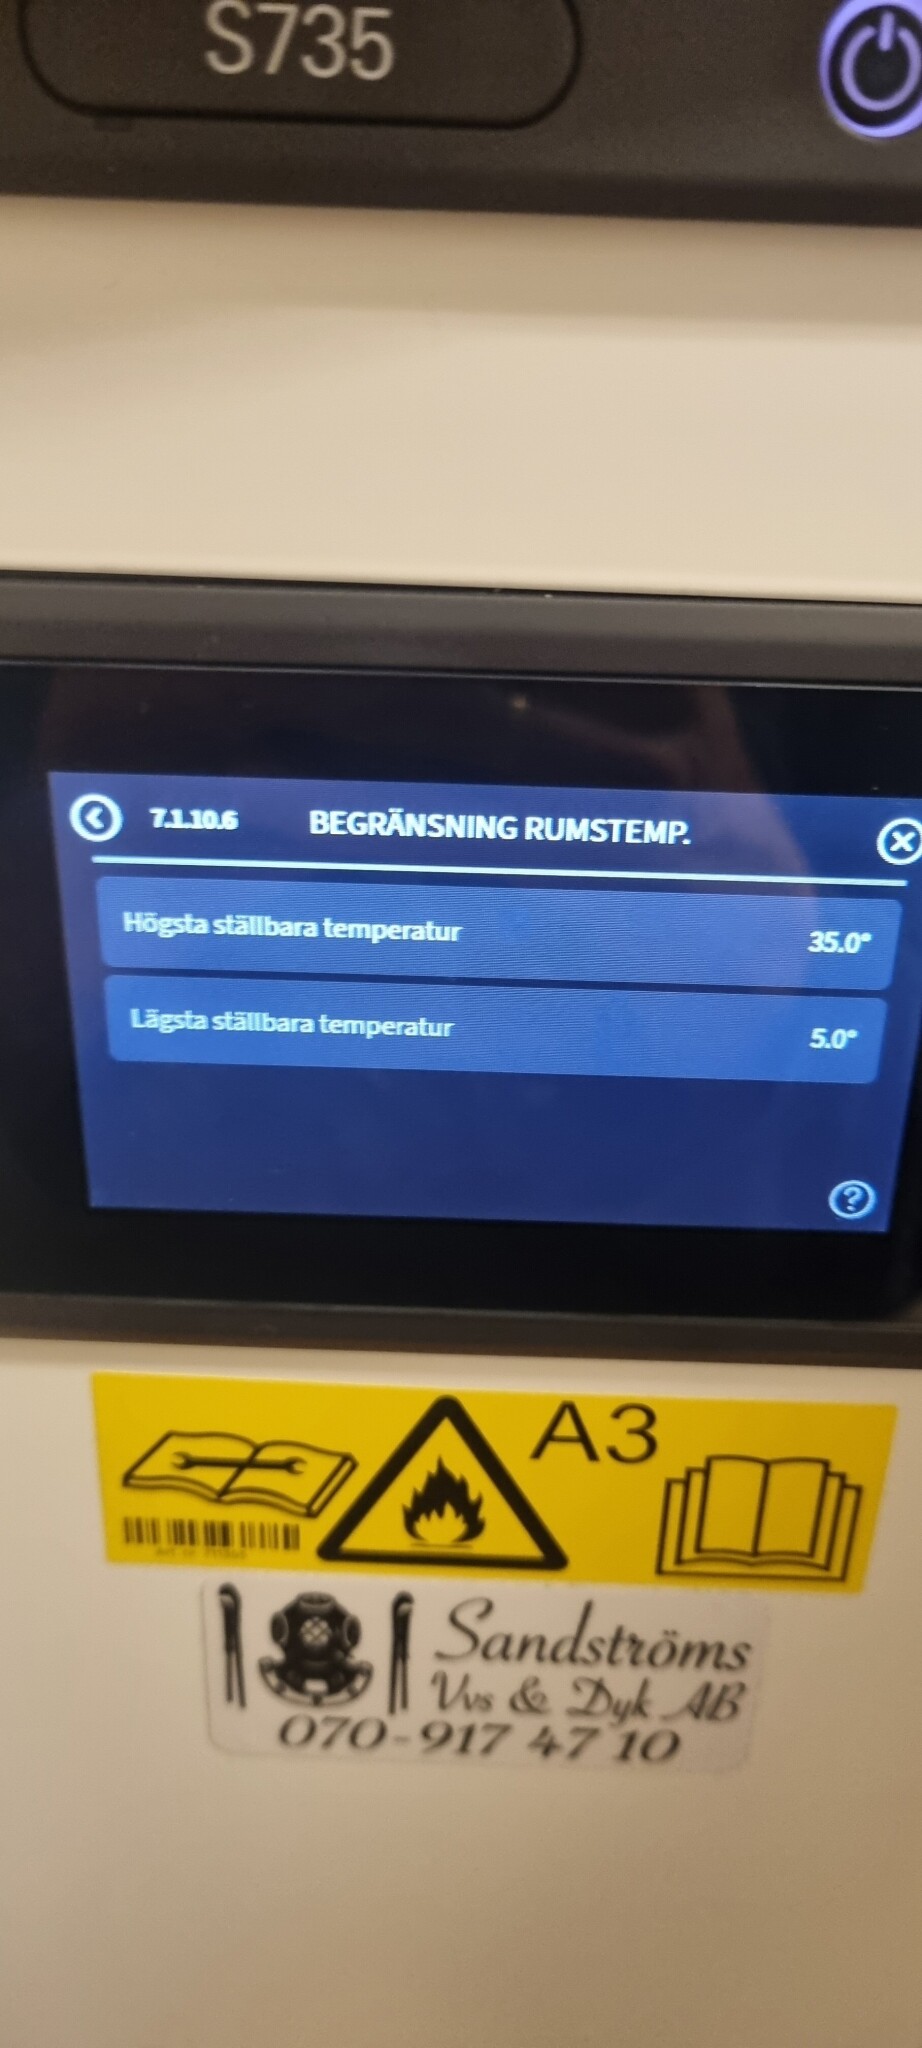 S735
7.1.10.6 BEGRÄNSNING RUMSTEMP.
Högsta ställbara temperatur 35.0°
Lägsta ställbara temperatur 5.0°
?
A3
Sandströms
Vvs & Dyk AB
070-917 47 10